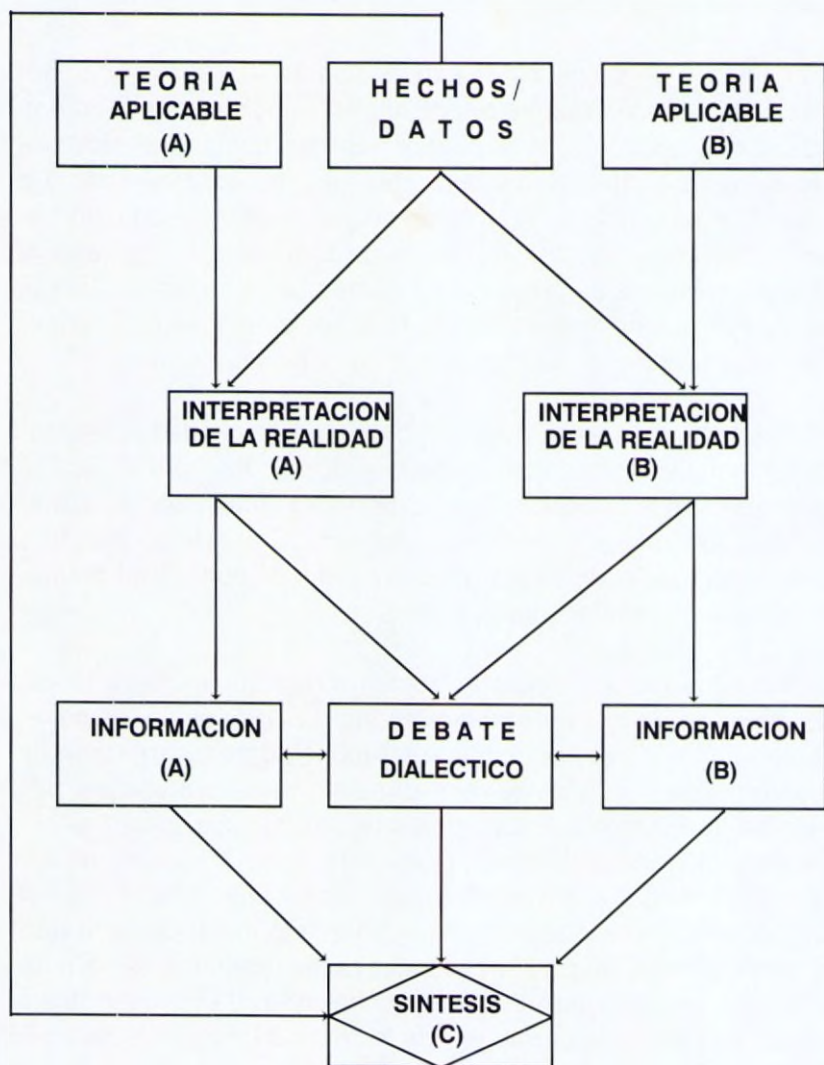 TEORIA
APLICABLE
(A)
HECHOS/
DATOS
TEORIA
APLICABLE
(B)
INTERPRETACION
DE LA REALIDAD
(A)
INTERPRETACION
DE LA REALIDAD
(B)
INFORMACION
(A)
DEBATE
DIALECTICO
INFORMACION
(B)
SINTESIS
(C)